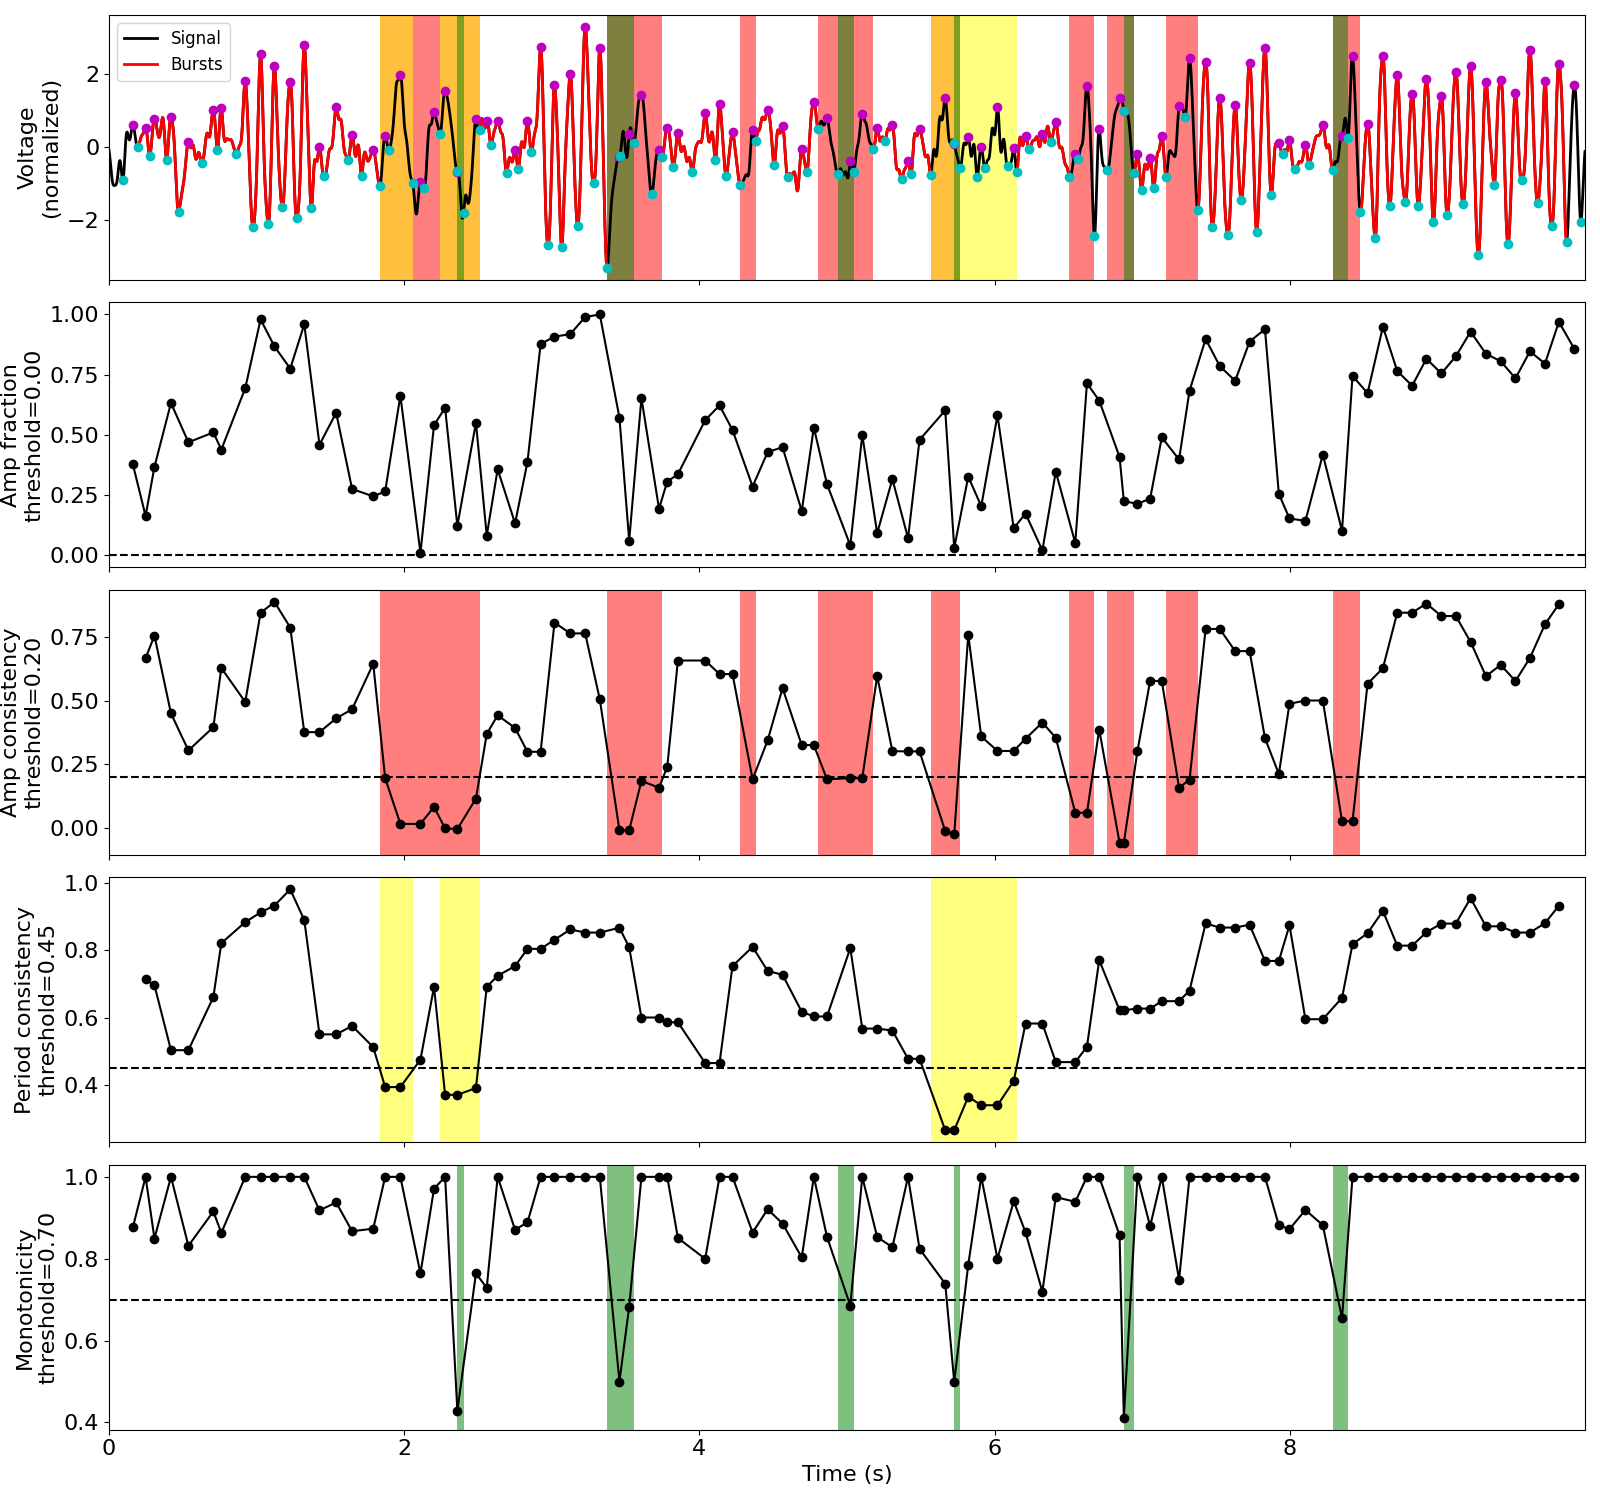 Signal
Bursts
Voltage
(normalized)
2
0
−2
Amp fraction
threshold=0.00
1.00
0.75
0.50
0.25
0.00
Amp consistency
threshold=0.20
0.75
0.50
0.25
0.00
Period consistency
threshold=0.45
1.0
0.8
0.6
0.4
Monotonicity
threshold=0.70
1.0
0.8
0.6
0.4
0 2 4 6 8
Time (s)